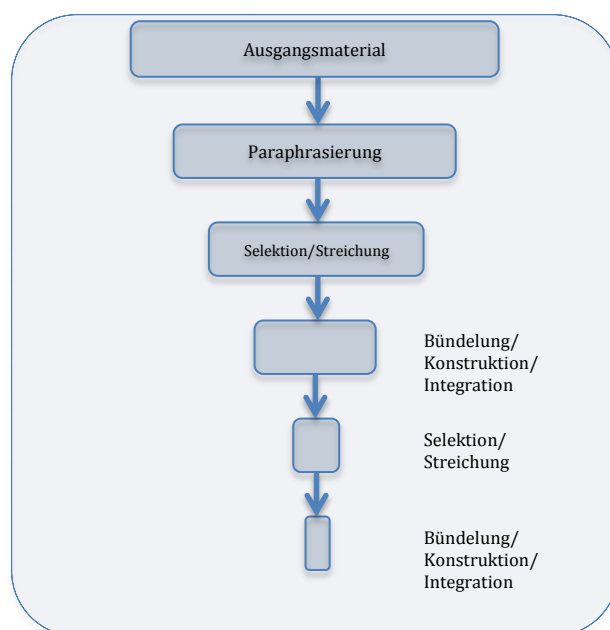 Ausgangsmaterial
Paraphrasierung
Selektion/Streichung
Bündelung/
Konstruktion/
Integration
Selektion/
Streichung
Bündelung/
Konstruktion/
Integration